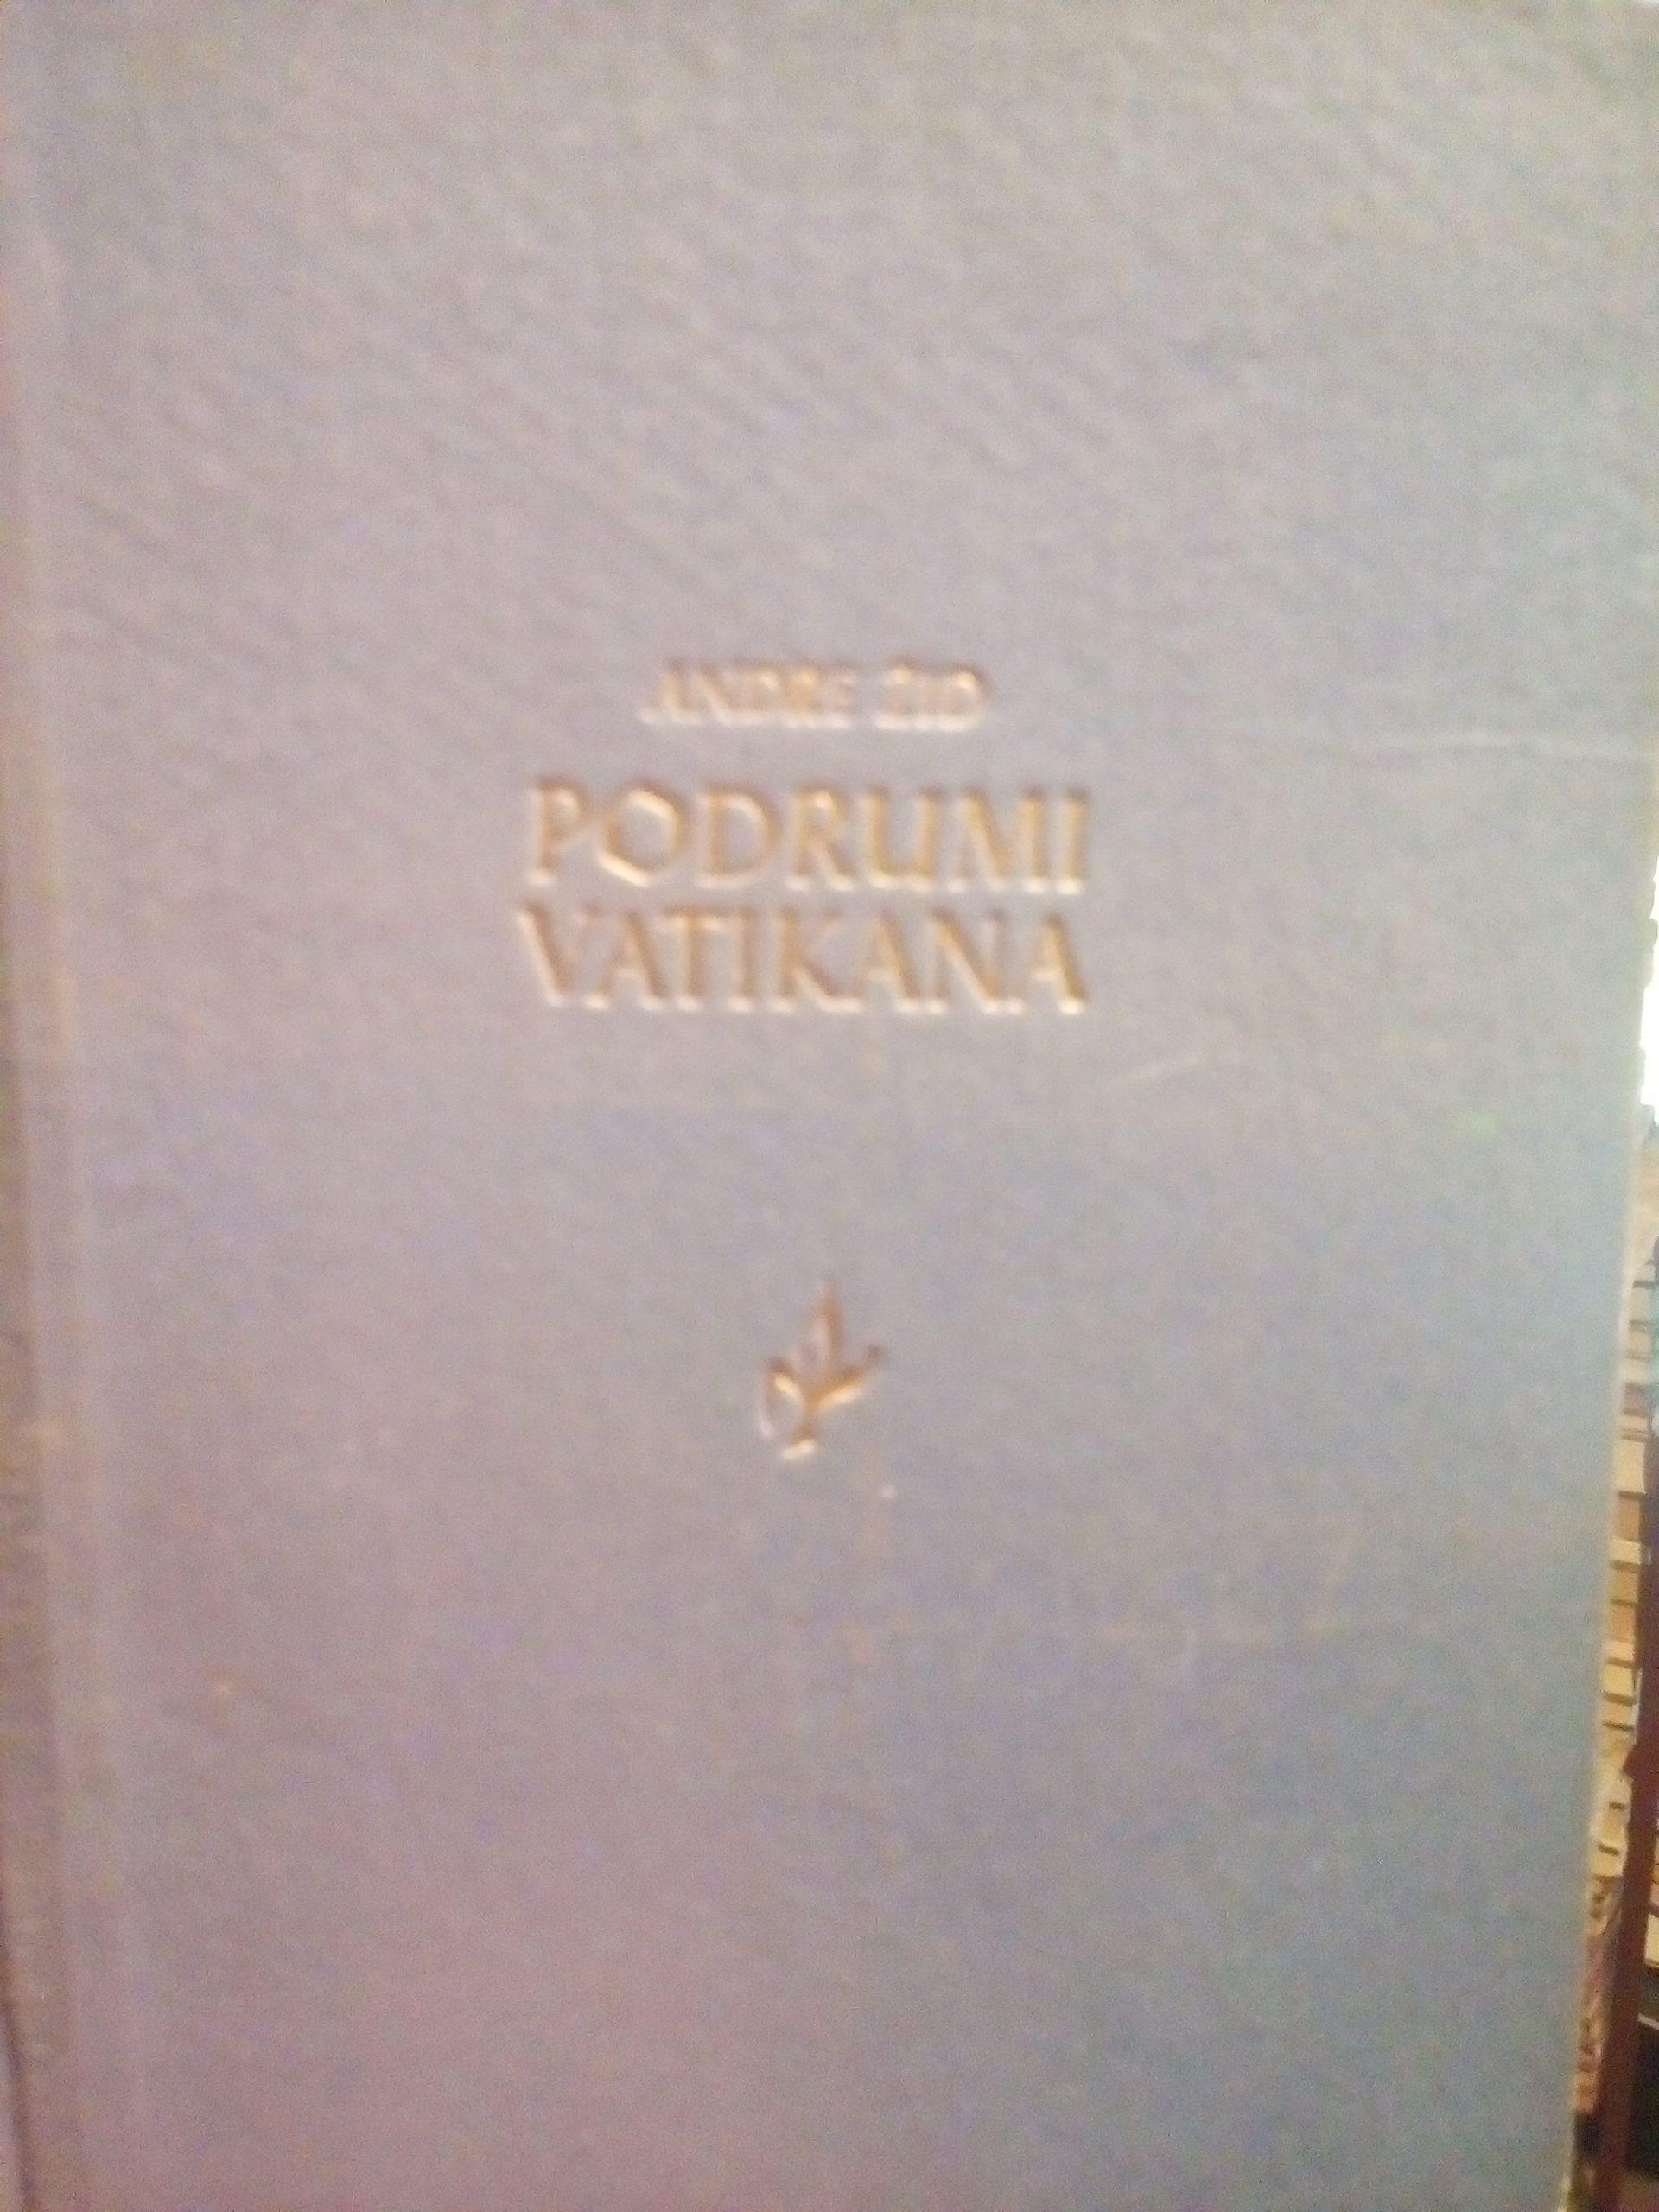 ANDRE ŽID
PODRUMI
VATIKANA